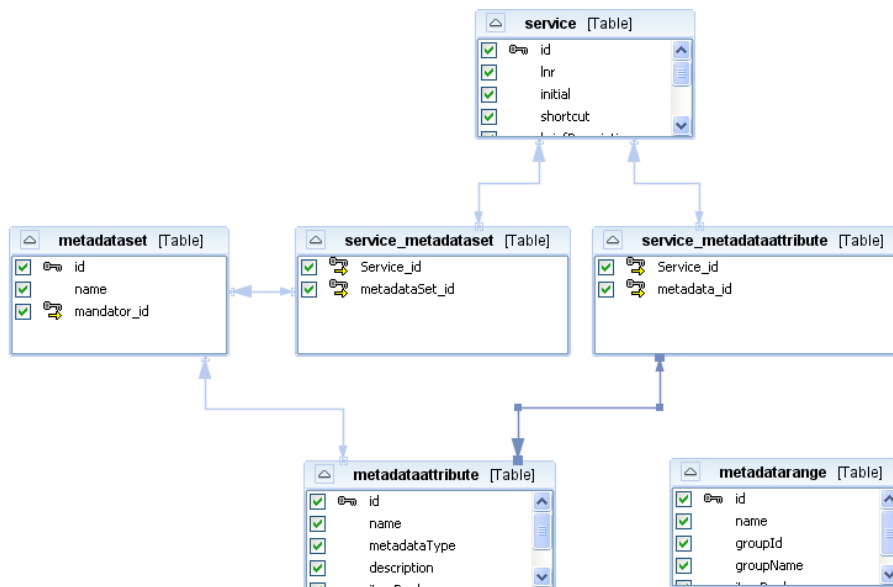 service [Table]
id
lnr
initial
shortcut
metadataset [Table]
id
name
mandator_id
service_metadataset [Table]
Service_id
metadataSet_id
service_metadataattribute [Table]
Service_id
metadata_id
metadataattribute [Table]
id
name
metadataType
description
metadatarange [Table]
id
name
groupId
groupName